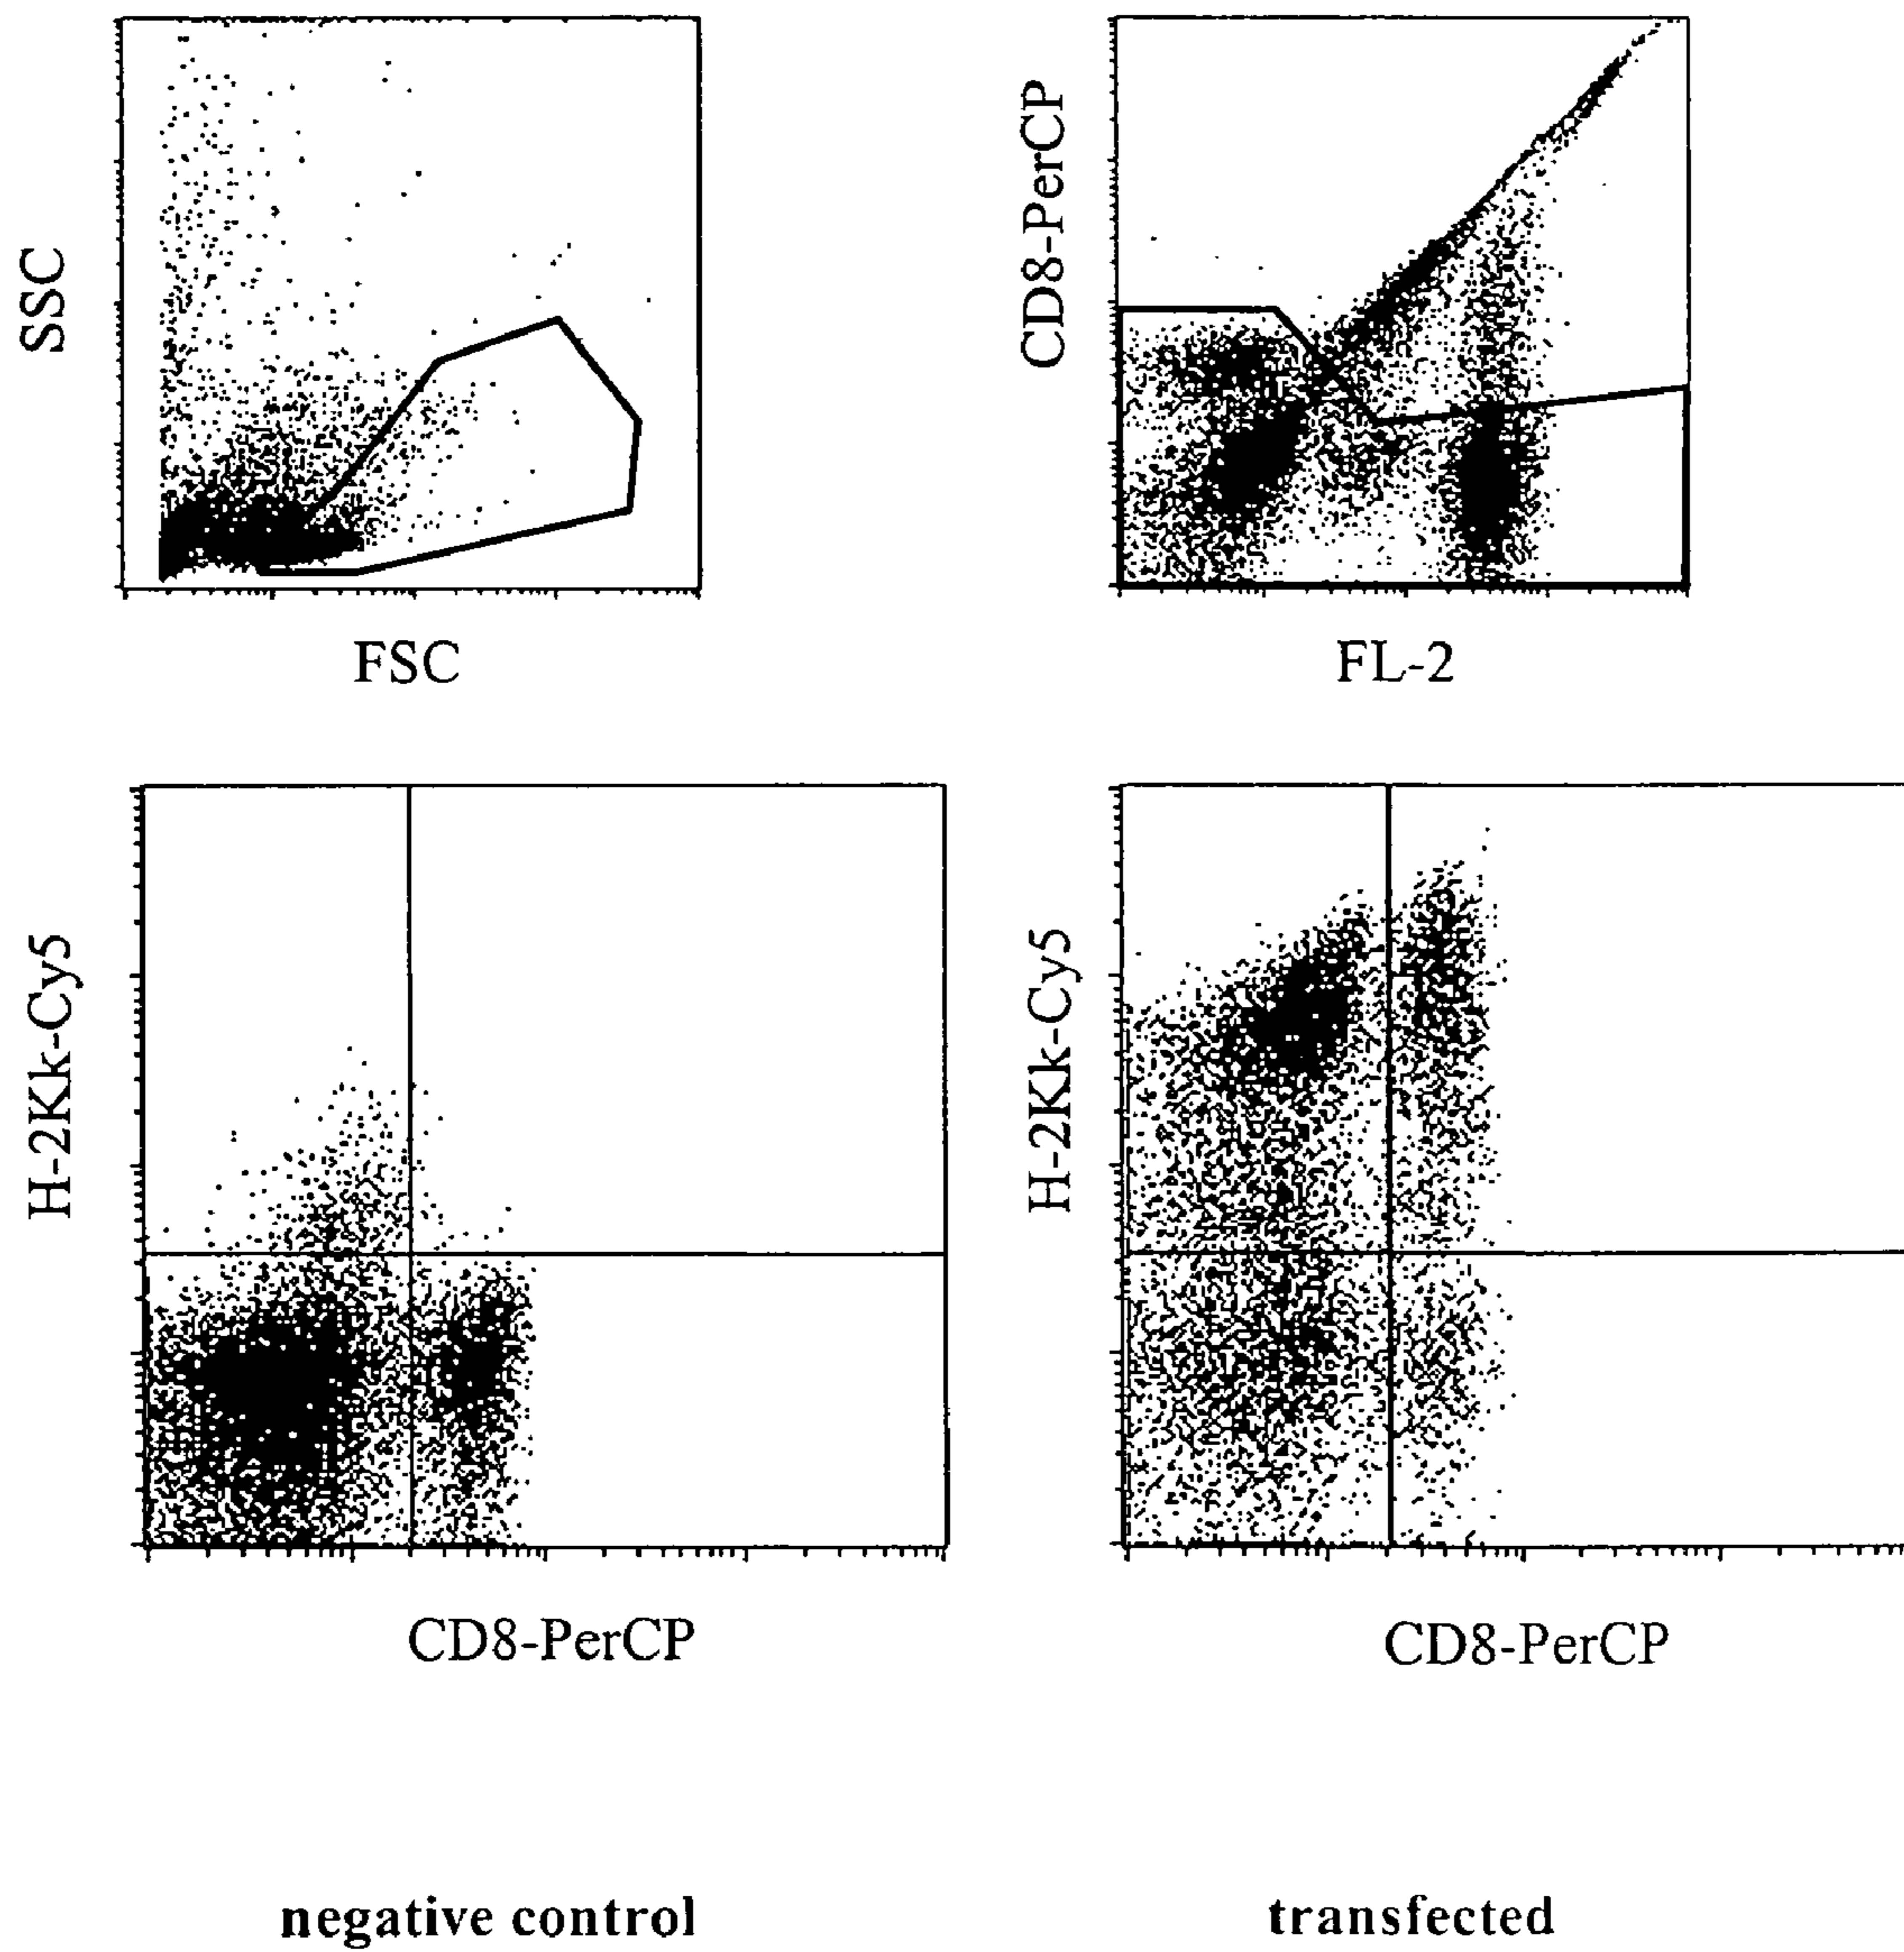 SSC
FSC
CD8-PerCP
FL-2
H-2Kk-Cy5
CD8-PerCP
H-2Kk-Cy5
CD8-PerCP
negative control
transfected